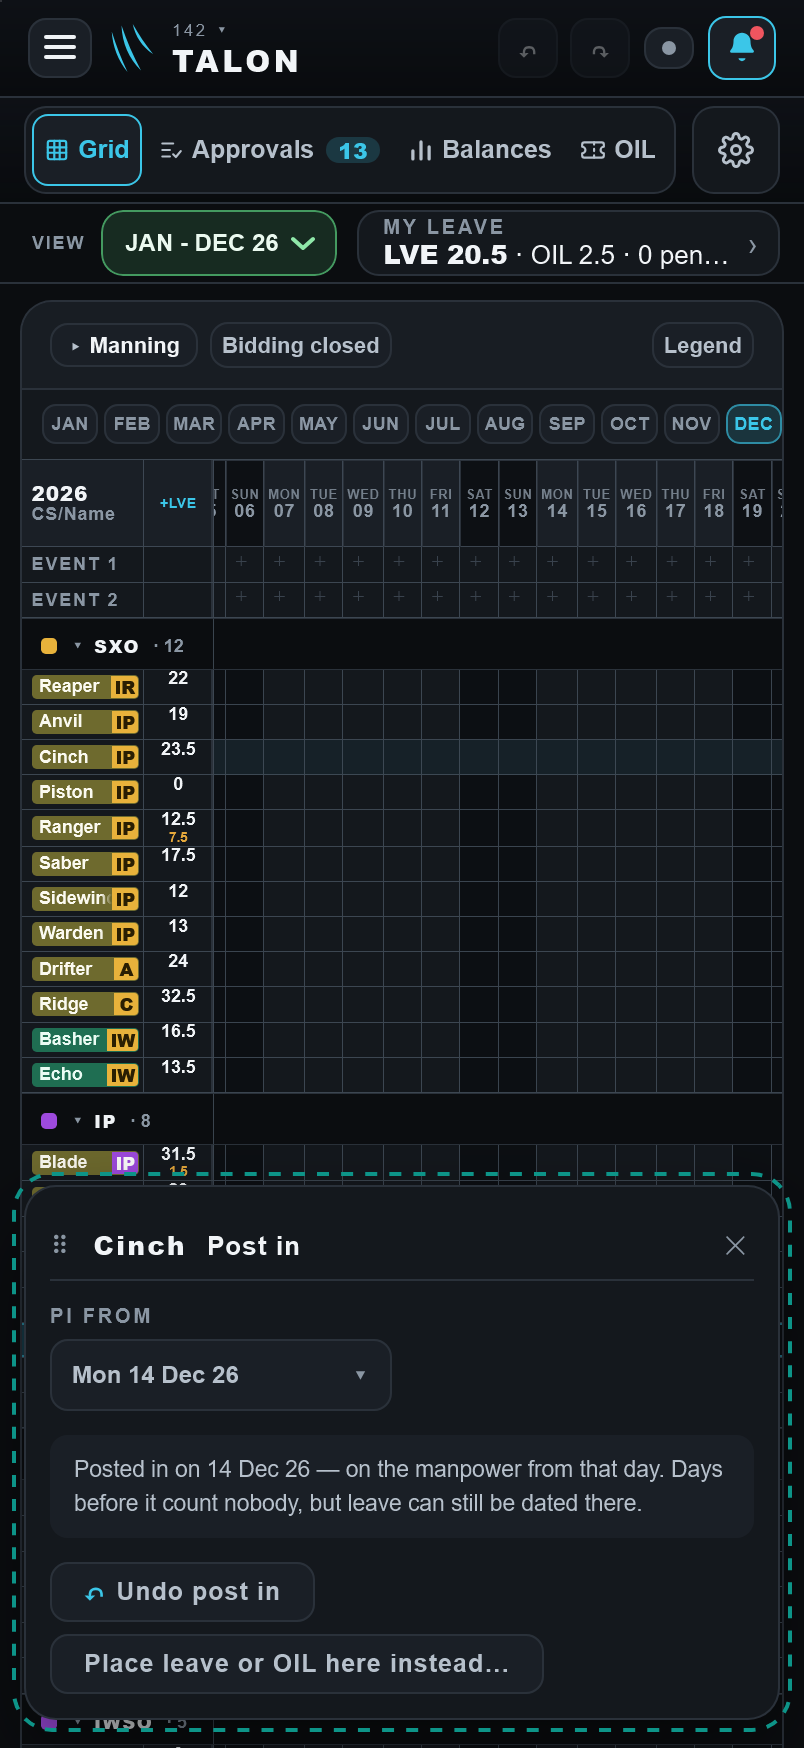 142 ▾
TALON
Grid
Approvals 13
Balances
OIL
VIEW
JAN - DEC 26
MY LEAVE
LVE 20.5 · OIL 2.5 · 0 pen…
▸ Manning
Bidding closed
Legend
JAN FEB MAR APR MAY JUN JUL AUG SEP OCT NOV DEC
2026
CS/Name
+LVE
SUN MON TUE WED THU FRI SAT SUN MON TUE WED THU FRI SAT
06 07 08 09 10 11 12 13 14 15 16 17 18 19
EVENT 1 + + + + + + + + + + + + + +
EVENT 2 + + + + + + + + + + + + + +
▾ SXO · 12
Reaper IR 22
Anvil IP 19
Cinch IP 23.5
Piston IP 0
Ranger IP 12.5
7.5
Saber IP 17.5
Sidewin IP 12
Warden IP 13
Drifter A 24
Ridge C 32.5
Basher IW 16.5
Echo IW 13.5
▾ IP · 8
Blade IP 31.5
1.5
Cinch Post in
PI FROM
Mon 14 Dec 26 ▼
Posted in on 14 Dec 26 — on the manpower from that day. Days
before it count nobody, but leave can still be dated there.
Undo post in
Place leave or OIL here instead…
▾ IWSO · 5